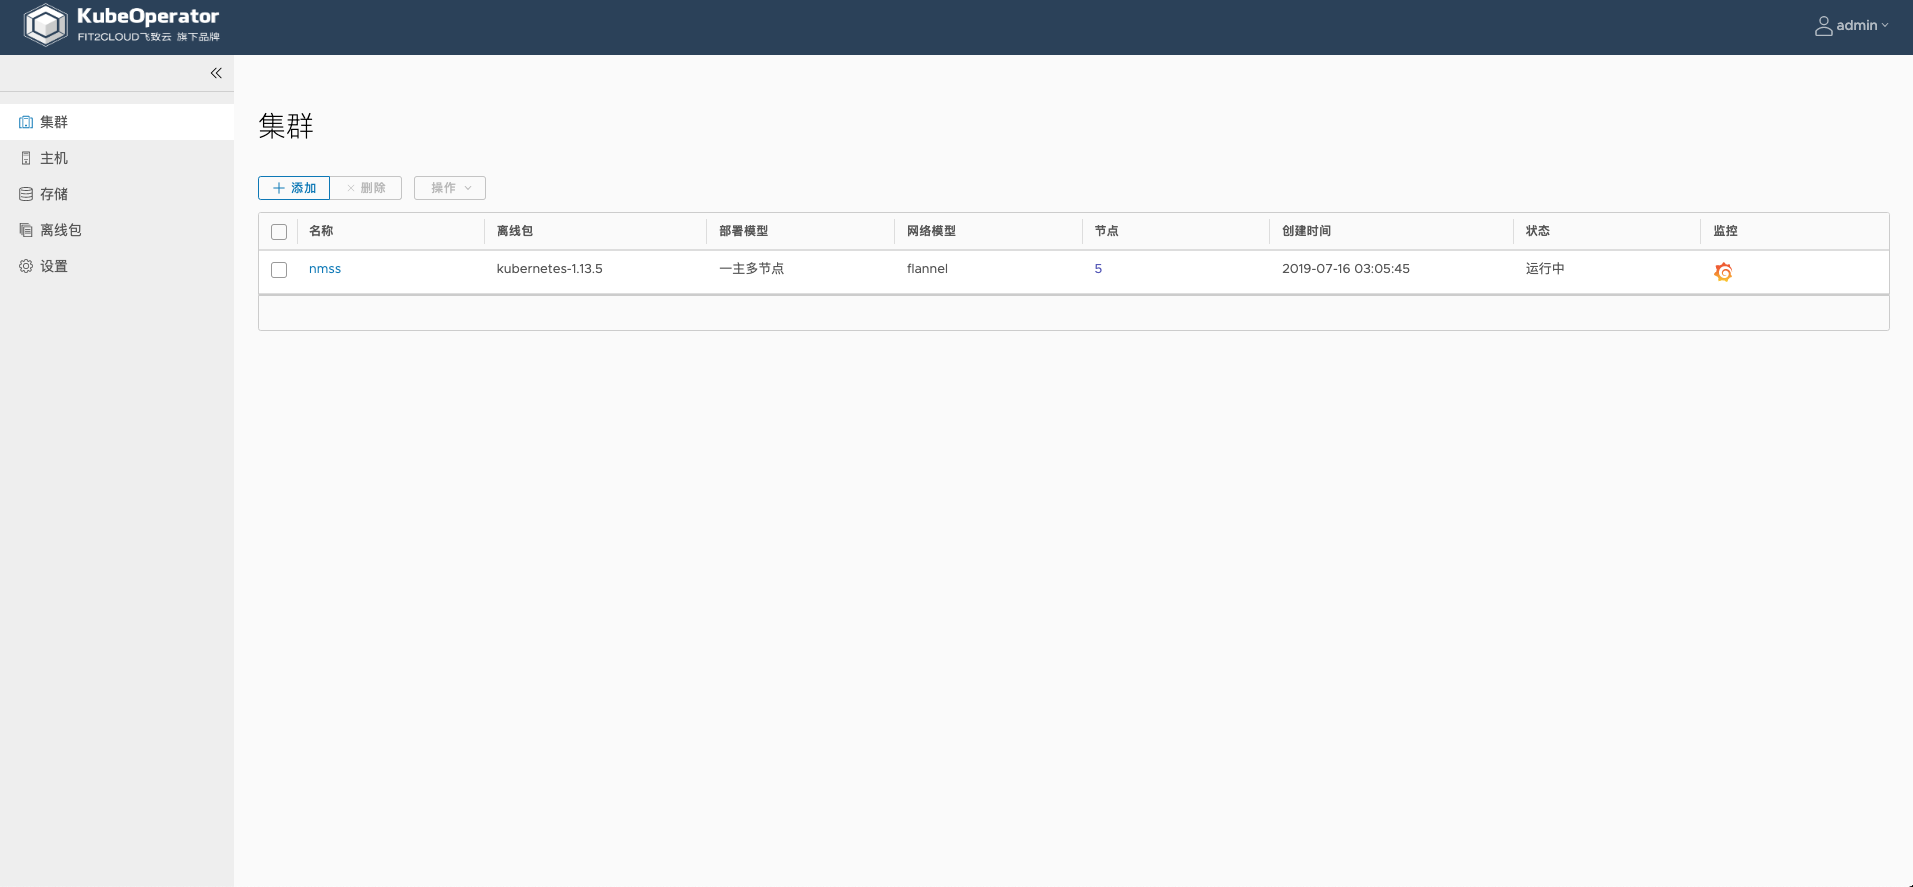 KubeOperator
FIT2CLOUD飞致云 旗下品牌
admin
集群
主机
存储
离线包
设置
集群
添加 删除 操作
名称 离线包 部署模型 网络模型 节点 创建时间 状态 监控
nmss kubernetes-1.13.5 一主多节点 flannel 5 2019-07-16 03:05:45 运行中